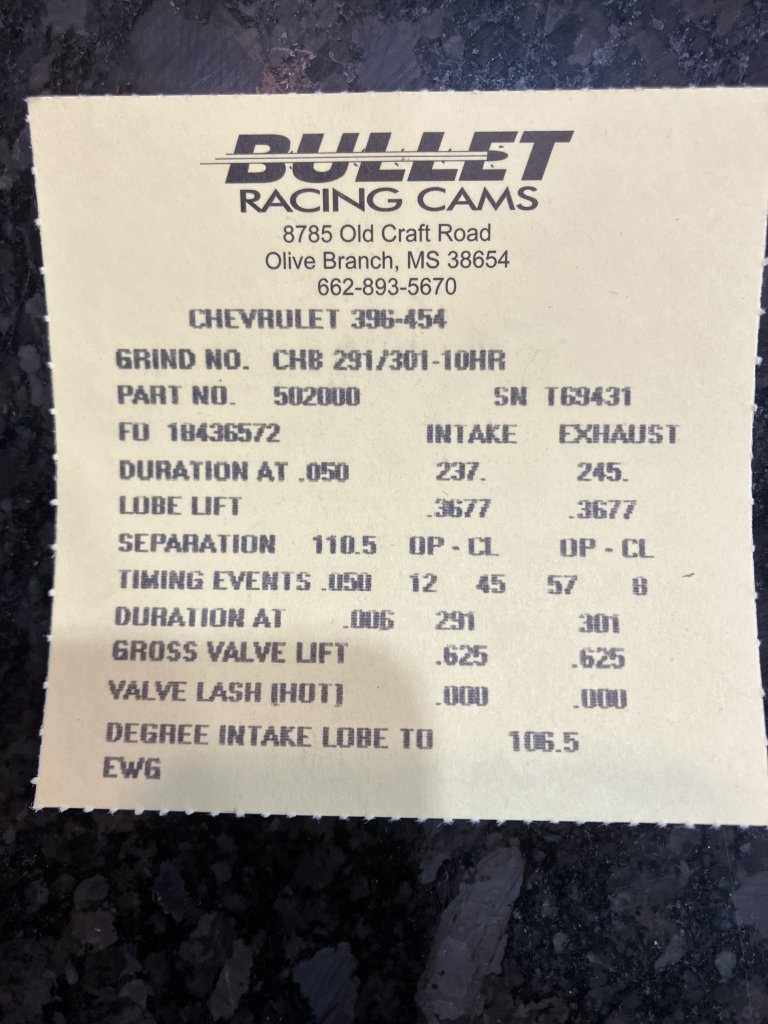 BULLET
RACING CAMS
8785 Old Craft Road
Olive Branch, MS 38654
662-893-5670
CHEVRULET 396-454
GRIND NO. CHB 291/301-10HR
PART NO. 502000 SN T69431
FO 18436572 INTAKE EXHAUST
DURATION AT .050 237. 245.
LOBE LIFT .3677 .3677
SEPARATION 110.5 OP - CL OP - CL
TIMING EVENTS .050 12 45 57 8
DURATION AT .006 291 301
GROSS VALVE LIFT .625 .625
VALVE LASH (HOT) .000 .000
DEGREE INTAKE LOBE TO 106.5
EWG